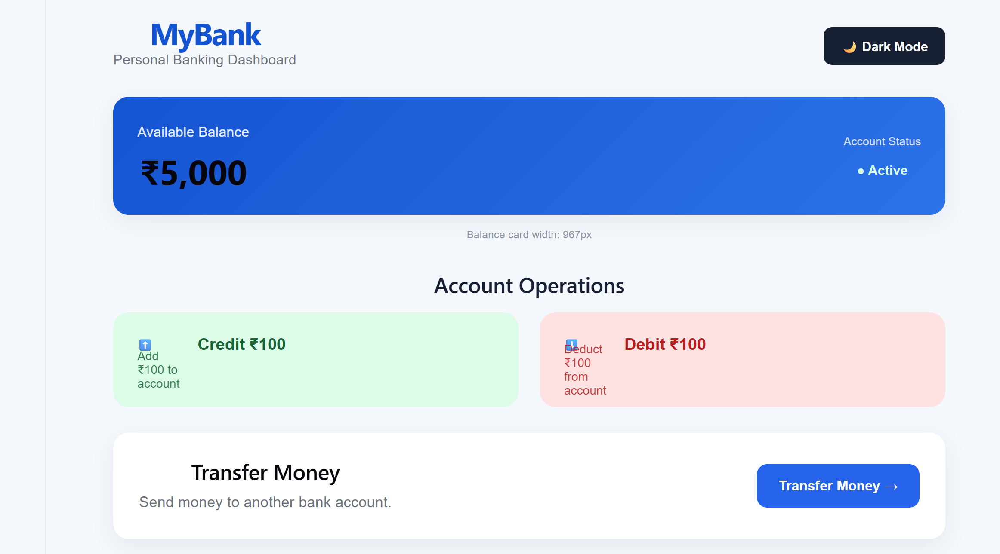 MyBank
Personal Banking Dashboard
🌙 Dark Mode
Available Balance
₹5,000
Account Status
● Active
Balance card width: 967px
Account Operations
⬆️ Credit ₹100
Add
₹100 to
account
⬇️ Debit ₹100
Deduct
₹100
from
account
Transfer Money
Send money to another bank account.
Transfer Money →